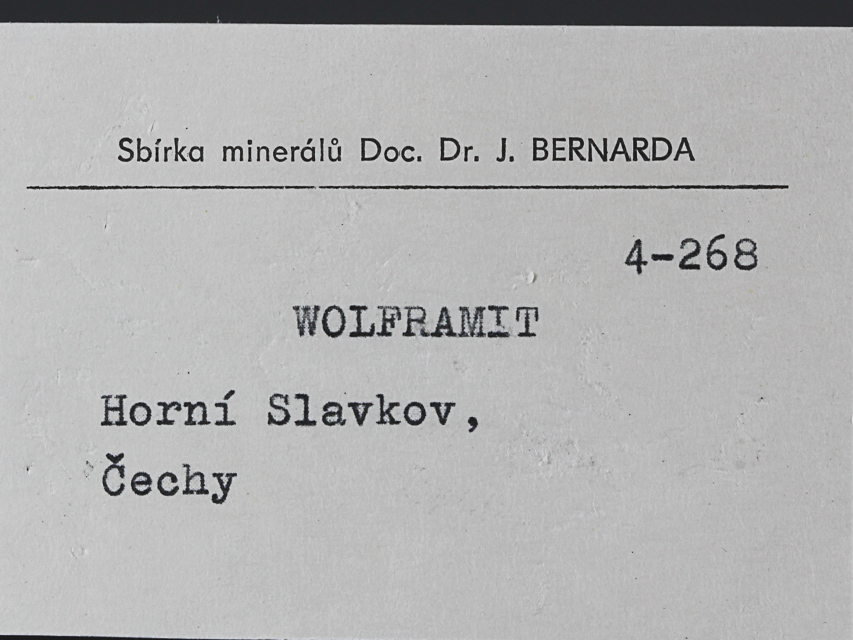 Sbírka minerálů Doc. Dr. J. BERNARDA
4-268
WOLFRAMIT
Horní Slavkov,
Čechy